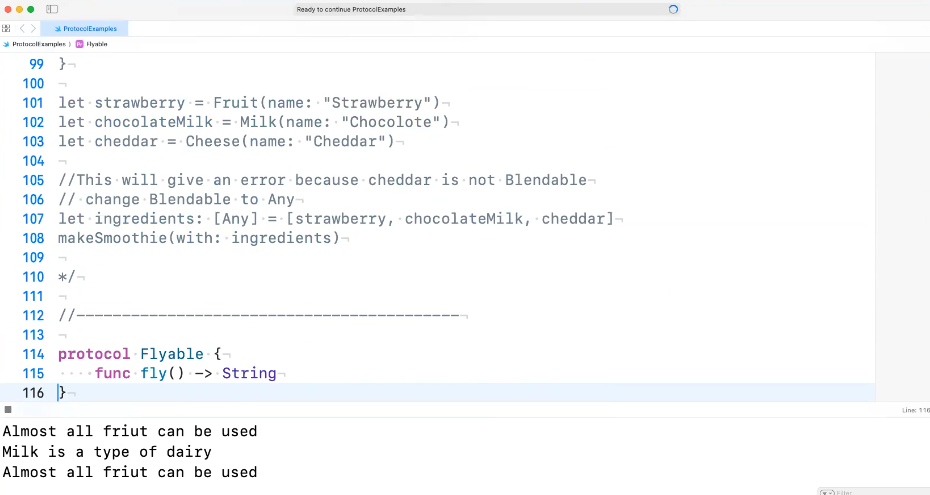 Ready to continue ProtocolExamples
ProtocolExamples
ProtocolExamples ⟩ Pr Flyable
99 }
100
101 let strawberry = Fruit(name: "Strawberry")
102 let chocolateMilk = Milk(name: "Chocolote")
103 let cheddar = Cheese(name: "Cheddar")
104
105 //This will give an error because cheddar is not Blendable
106 // change Blendable to Any
107 let ingredients: [Any] = [strawberry, chocolateMilk, cheddar]
108 makeSmoothie(with: ingredients)
109
110 */
111
112 //------------------------------------------
113
114 protocol Flyable {
115 func fly() -> String
116 }
Line: 116
Almost all friut can be used
Milk is a type of dairy
Almost all friut can be used
Filter